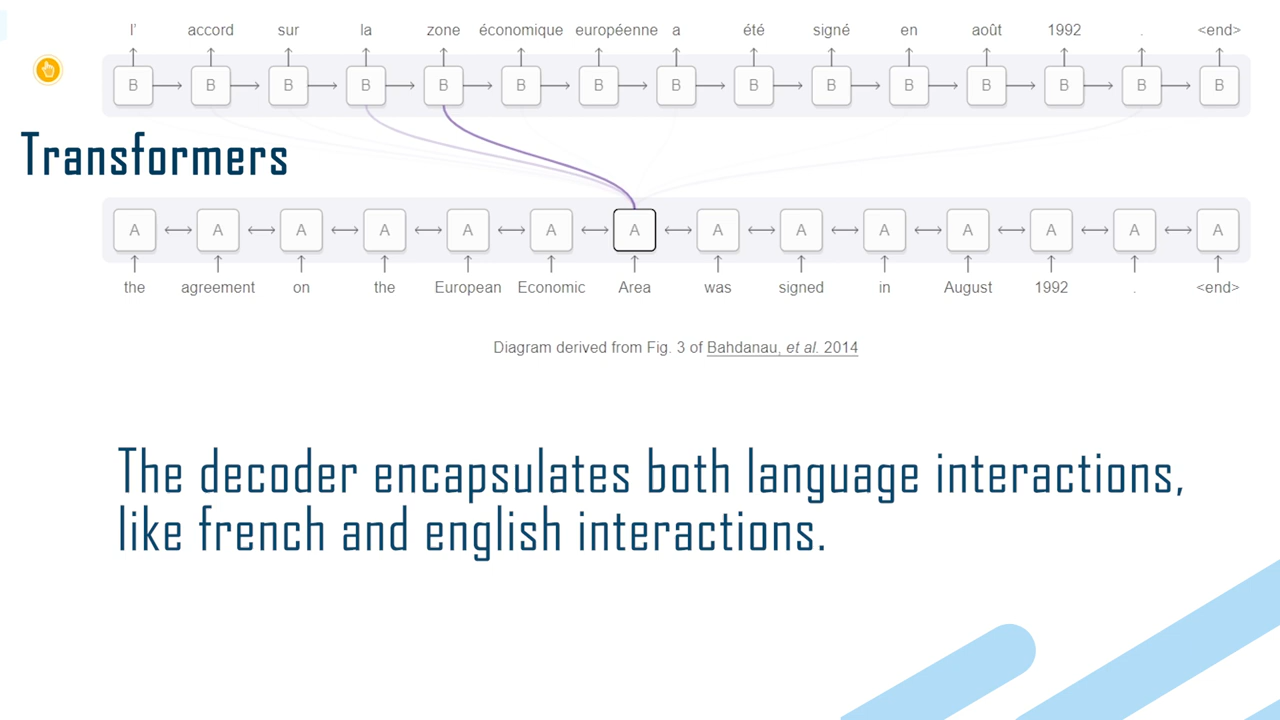 l' accord sur la zone économique européenne a été signé en août 1992 . <end>
B B B B B B B B B B B B B B B
Transformers
A A A A A A A A A A A A A A
the agreement on the European Economic Area was signed in August 1992 . <end>
Diagram derived from Fig. 3 of Bahdanau, et al. 2014
The decoder encapsulates both language interactions,
like french and english interactions.